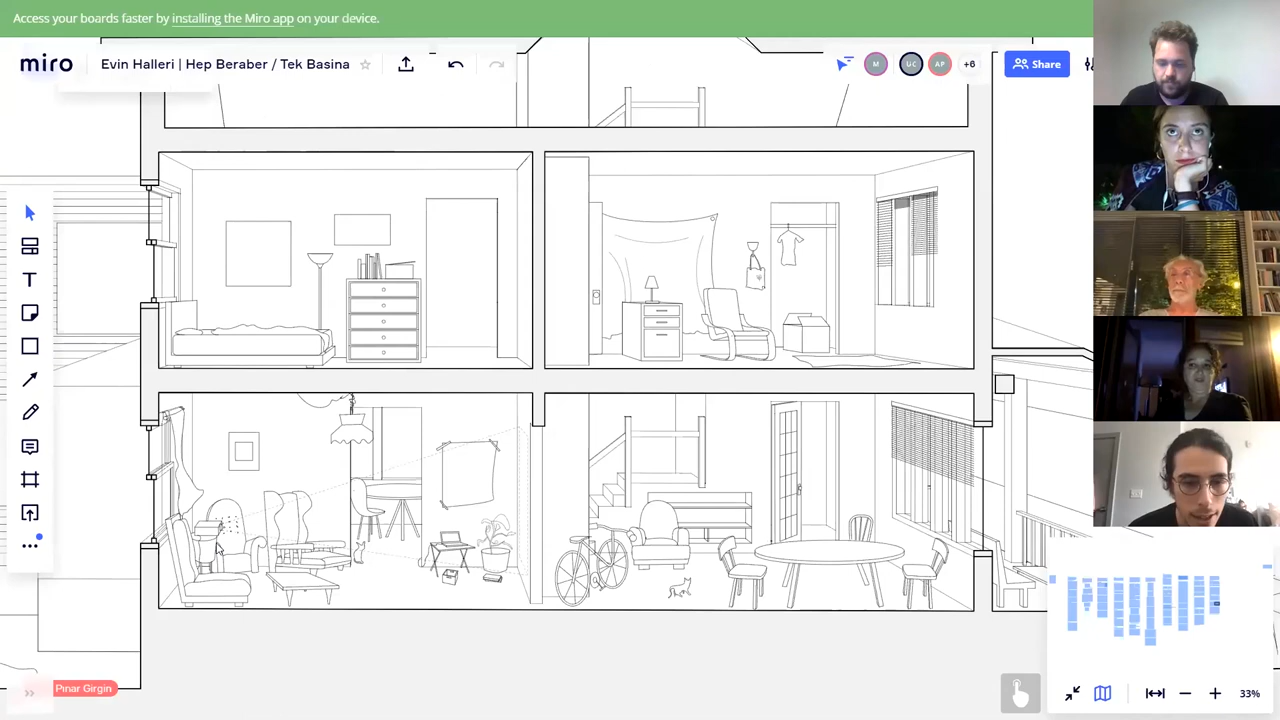 Access your boards faster by installing the Miro app on your device.
miro
Evin Halleri | Hep Beraber / Tek Basina
M
UC
AP
+6
Share
T
Pınar Girgin
33%